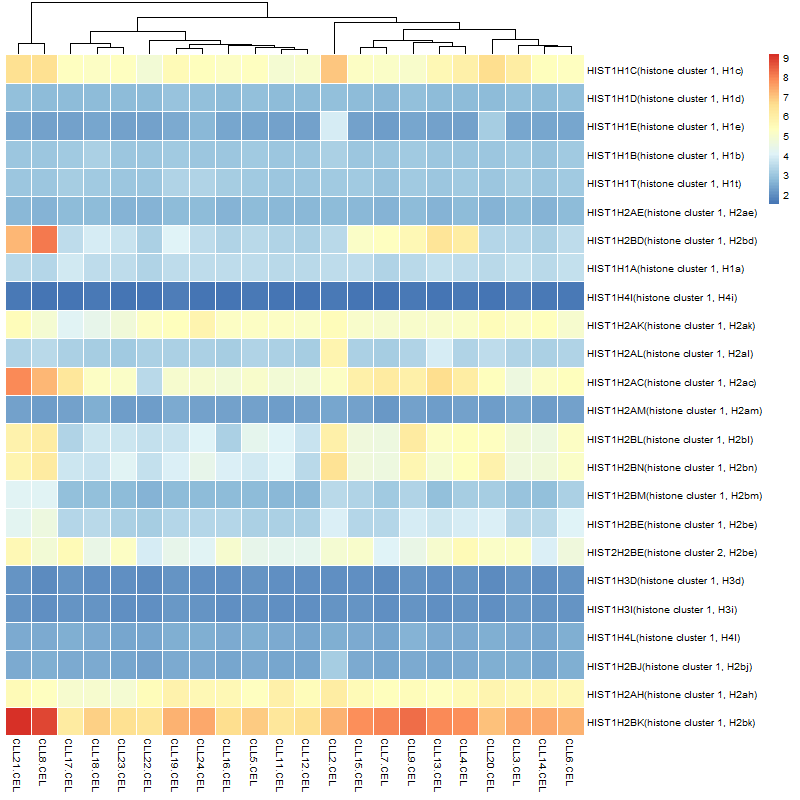 9
8
7
6
5
4
3
2
HIST1H1C(histone cluster 1, H1c)
HIST1H1D(histone cluster 1, H1d)
HIST1H1E(histone cluster 1, H1e)
HIST1H1B(histone cluster 1, H1b)
HIST1H1T(histone cluster 1, H1t)
HIST1H2AE(histone cluster 1, H2ae)
HIST1H2BD(histone cluster 1, H2bd)
HIST1H1A(histone cluster 1, H1a)
HIST1H4I(histone cluster 1, H4i)
HIST1H2AK(histone cluster 1, H2ak)
HIST1H2AL(histone cluster 1, H2al)
HIST1H2AC(histone cluster 1, H2ac)
HIST1H2AM(histone cluster 1, H2am)
HIST1H2BL(histone cluster 1, H2bl)
HIST1H2BN(histone cluster 1, H2bn)
HIST1H2BM(histone cluster 1, H2bm)
HIST1H2BE(histone cluster 1, H2be)
HIST2H2BE(histone cluster 2, H2be)
HIST1H3D(histone cluster 1, H3d)
HIST1H3I(histone cluster 1, H3i)
HIST1H4L(histone cluster 1, H4l)
HIST1H2BJ(histone cluster 1, H2bj)
HIST1H2AH(histone cluster 1, H2ah)
HIST1H2BK(histone cluster 1, H2bk)
CLL21.CEL
CLL8.CEL
CLL17.CEL
CLL18.CEL
CLL23.CEL
CLL22.CEL
CLL19.CEL
CLL24.CEL
CLL16.CEL
CLL5.CEL
CLL11.CEL
CLL12.CEL
CLL2.CEL
CLL15.CEL
CLL7.CEL
CLL9.CEL
CLL13.CEL
CLL4.CEL
CLL20.CEL
CLL3.CEL
CLL14.CEL
CLL6.CEL